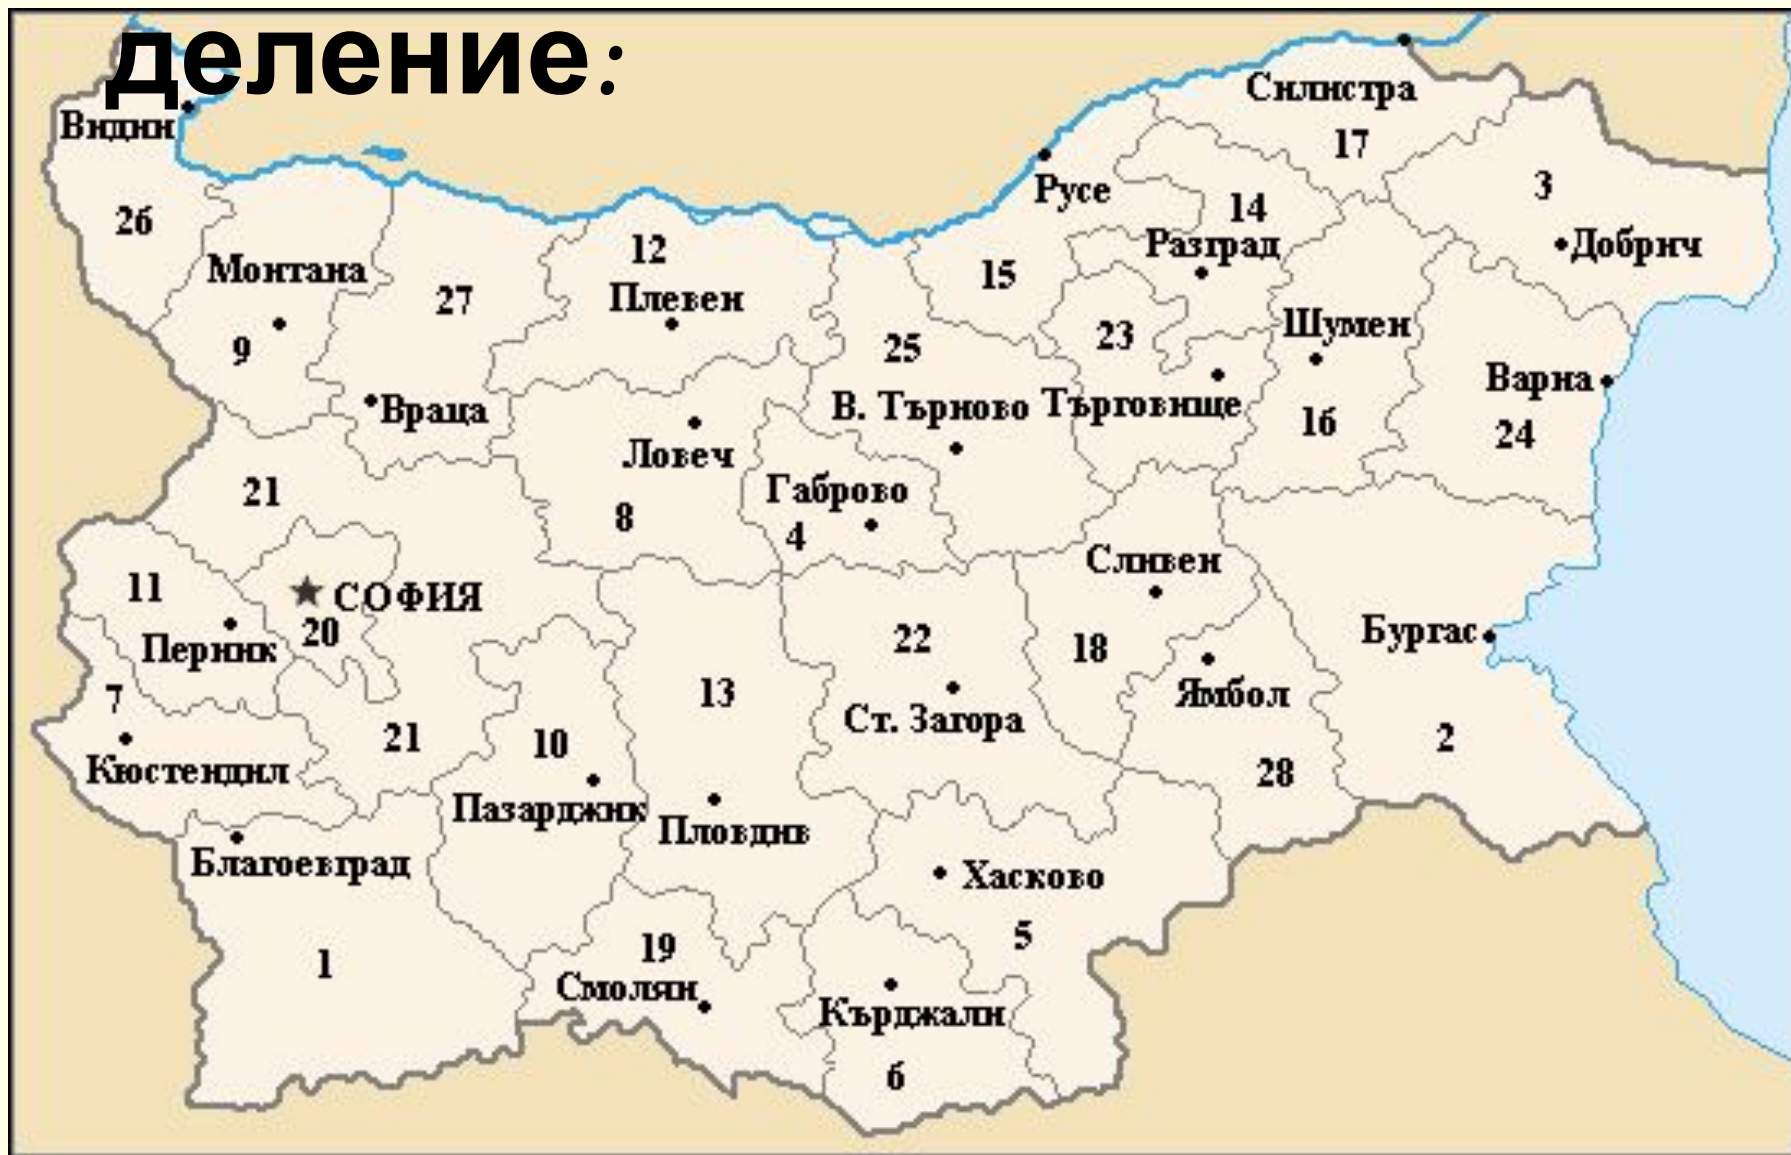 деление:
Силистра
Видин
17
Русе
3
26
14
Разград
Добрич
12
Монтана
Плевен
27
15
Шумен
23
9
25
Варна
Враца
В. Търново
Търговище
16
24
Ловеч
21
Габрово
8
4
Сливен
11
СОФИЯ
20
Перник
22
18
Бургас
7
13
Ямбол
Ст. Загора
21
10
2
Кюстендил
28
Пазарджик
Пловдив
Благоевград
Хасково
5
19
1
Смолян
Кърджали
6